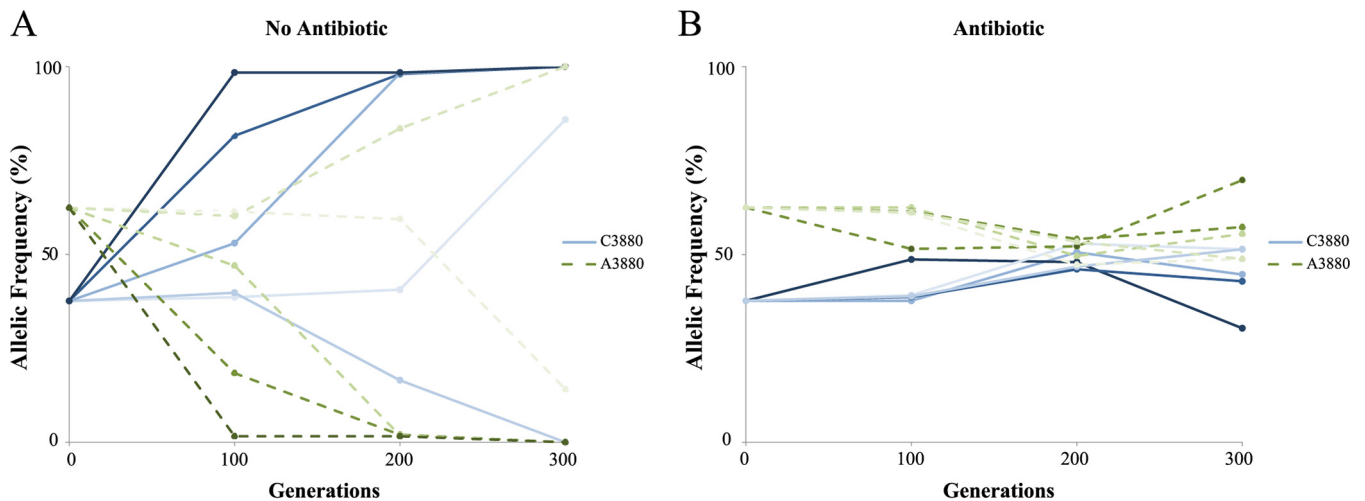 A
No Antibiotic
100
50
0
Allelic Frequency (%)
0
100
200
300
Generations
C3880
A3880
B
Antibiotic
100
50
0
Allelic Frequency (%)
0
100
200
300
Generations
C3880
A3880